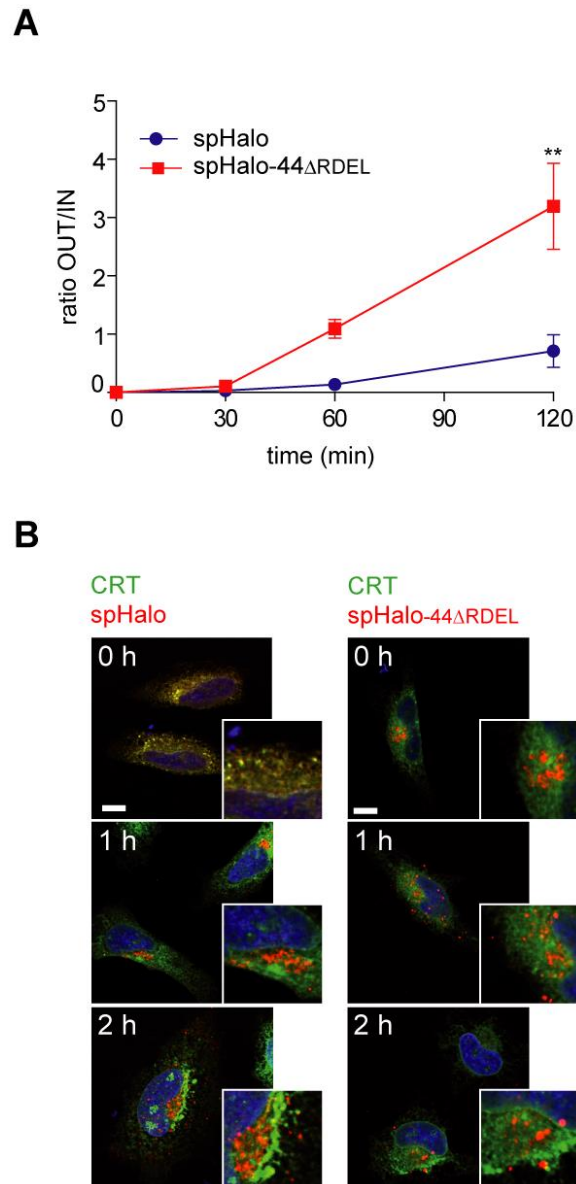 A
5
4
3
2
1
0
ratio OUT/IN
spHalo
spHalo-44ΔRDEL
**
0 30 60 90 120
time (min)
B
CRT
spHalo
CRT
spHalo-44ΔRDEL
0 h
0 h
1 h
1 h
2 h
2 h